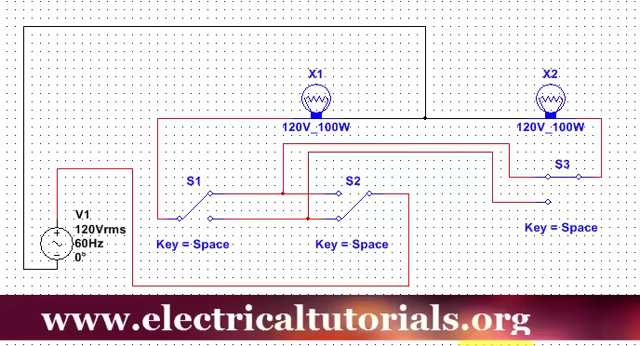 X1
X2
120V_100W
120V_100W
S3
S1
S2
V1
120Vrms
60Hz
0°
Key = Space
Key = Space
Key = Space
www.electricaltutorials.org